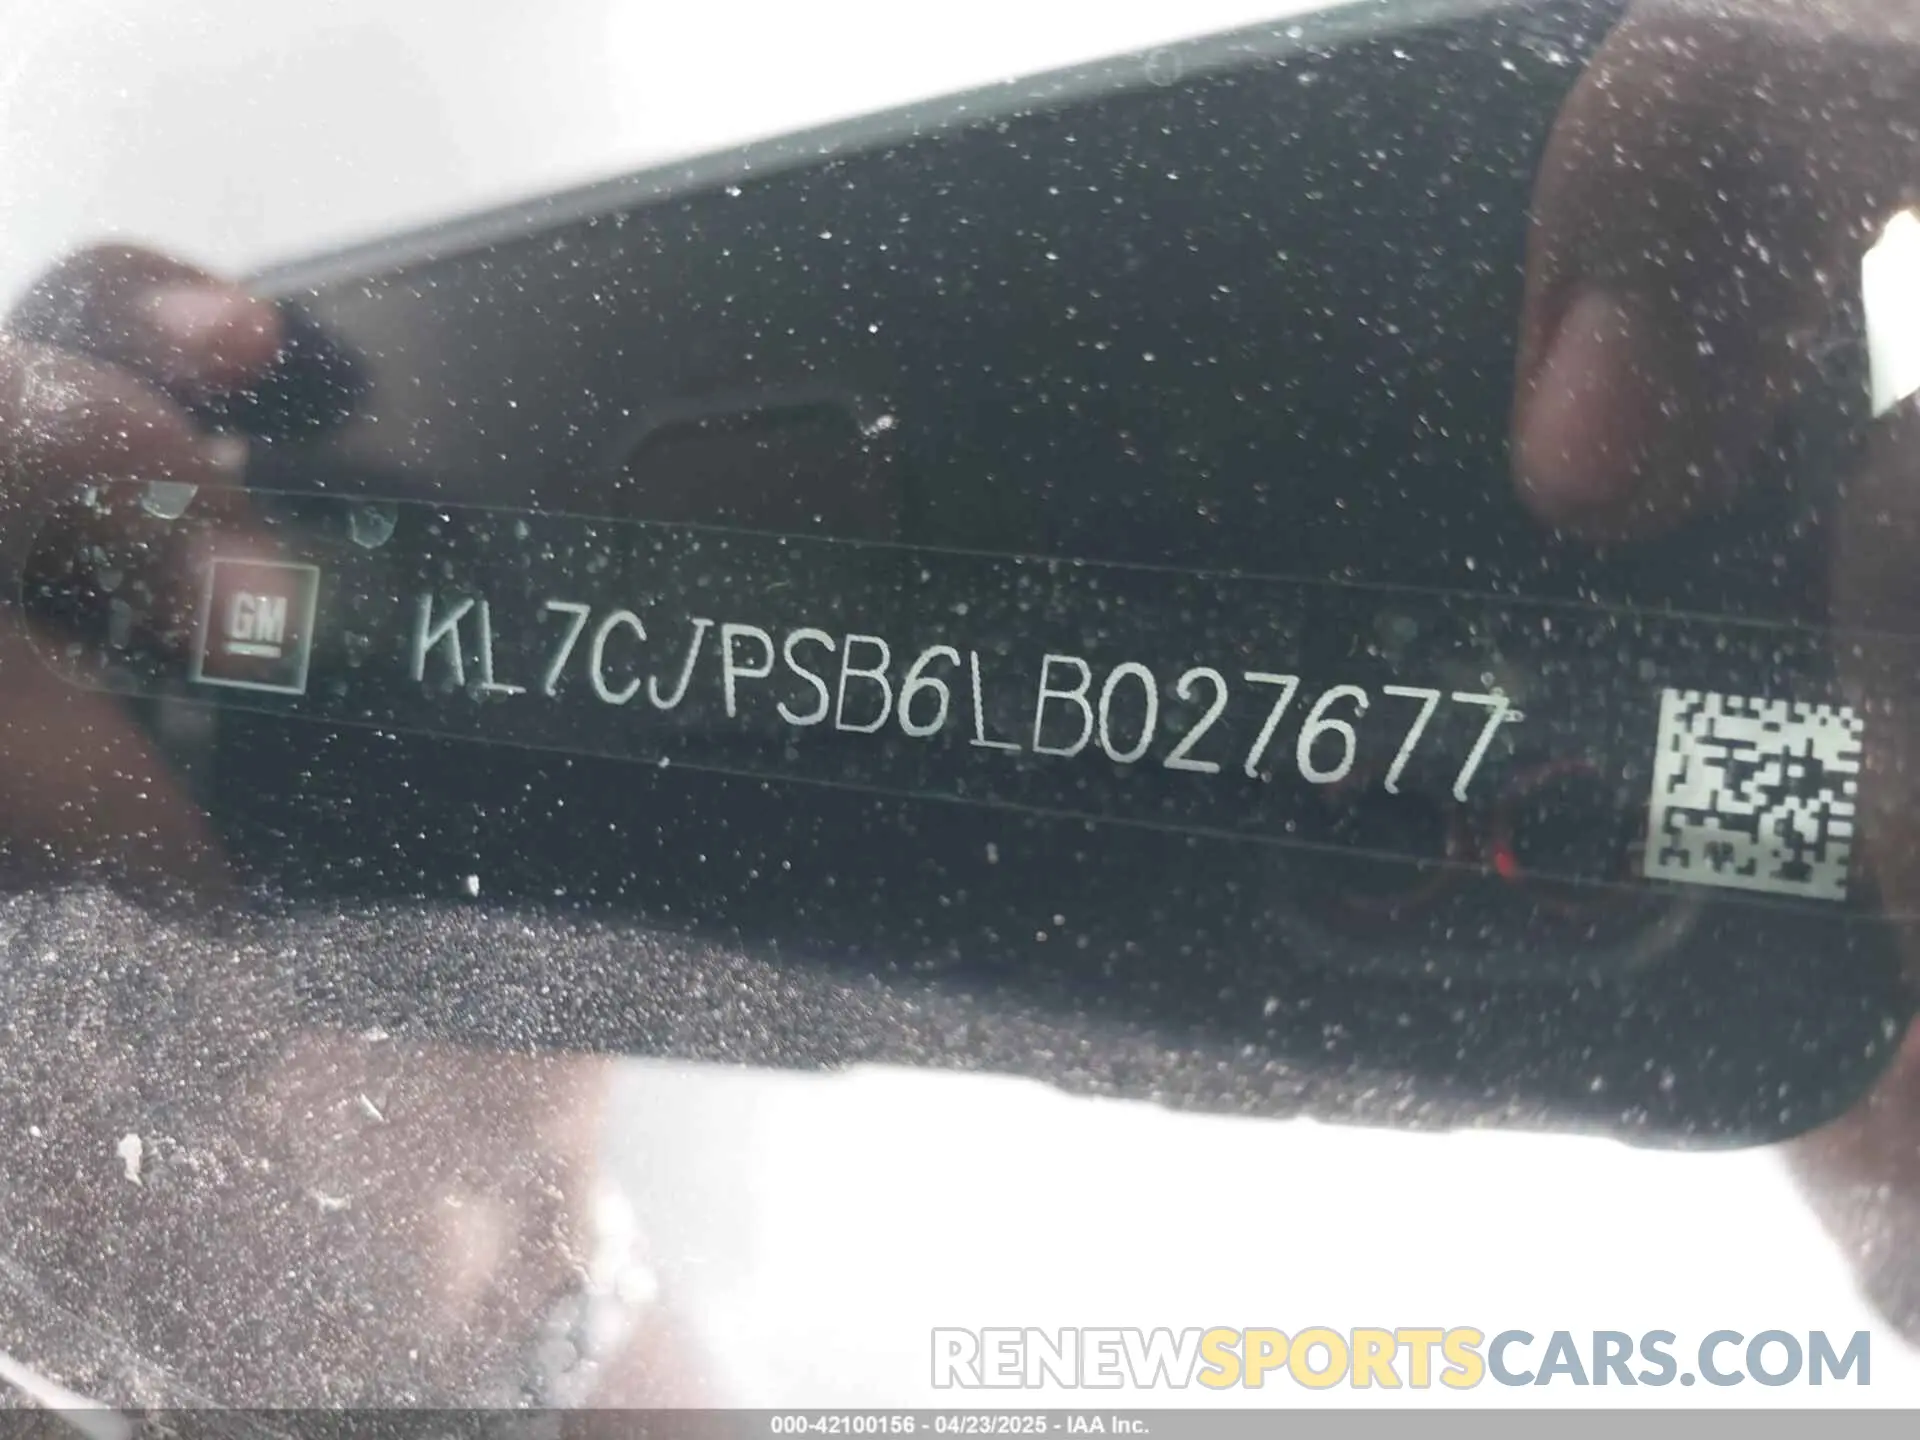 GM KL7CJPSB6LB027677
RENEWSPORTSCARS.COM
000-42100156 - 04/23/2025 - IAA Inc.